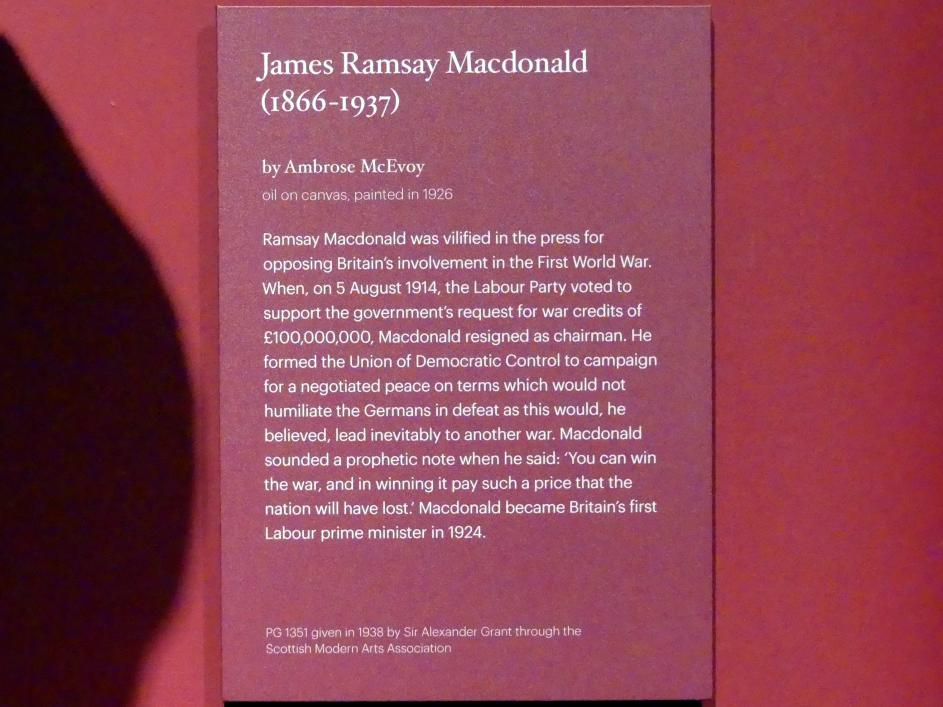 James Ramsay Macdonald
(1866-1937)
by Ambrose McEvoy
oil on canvas, painted in 1926
Ramsay Macdonald was vilified in the press for
opposing Britain’s involvement in the First World War.
When, on 5 August 1914, the Labour Party voted to
support the government’s request for war credits of
£100,000,000, Macdonald resigned as chairman. He
formed the Union of Democratic Control to campaign
for a negotiated peace on terms which would not
humiliate the Germans in defeat as this would, he
believed, lead inevitably to another war. Macdonald
sounded a prophetic note when he said: ‘You can win
the war, and in winning it pay such a price that the
nation will have lost.’ Macdonald became Britain’s first
Labour prime minister in 1924.
PG 1351 given in 1938 by Sir Alexander Grant through the
Scottish Modern Arts Association